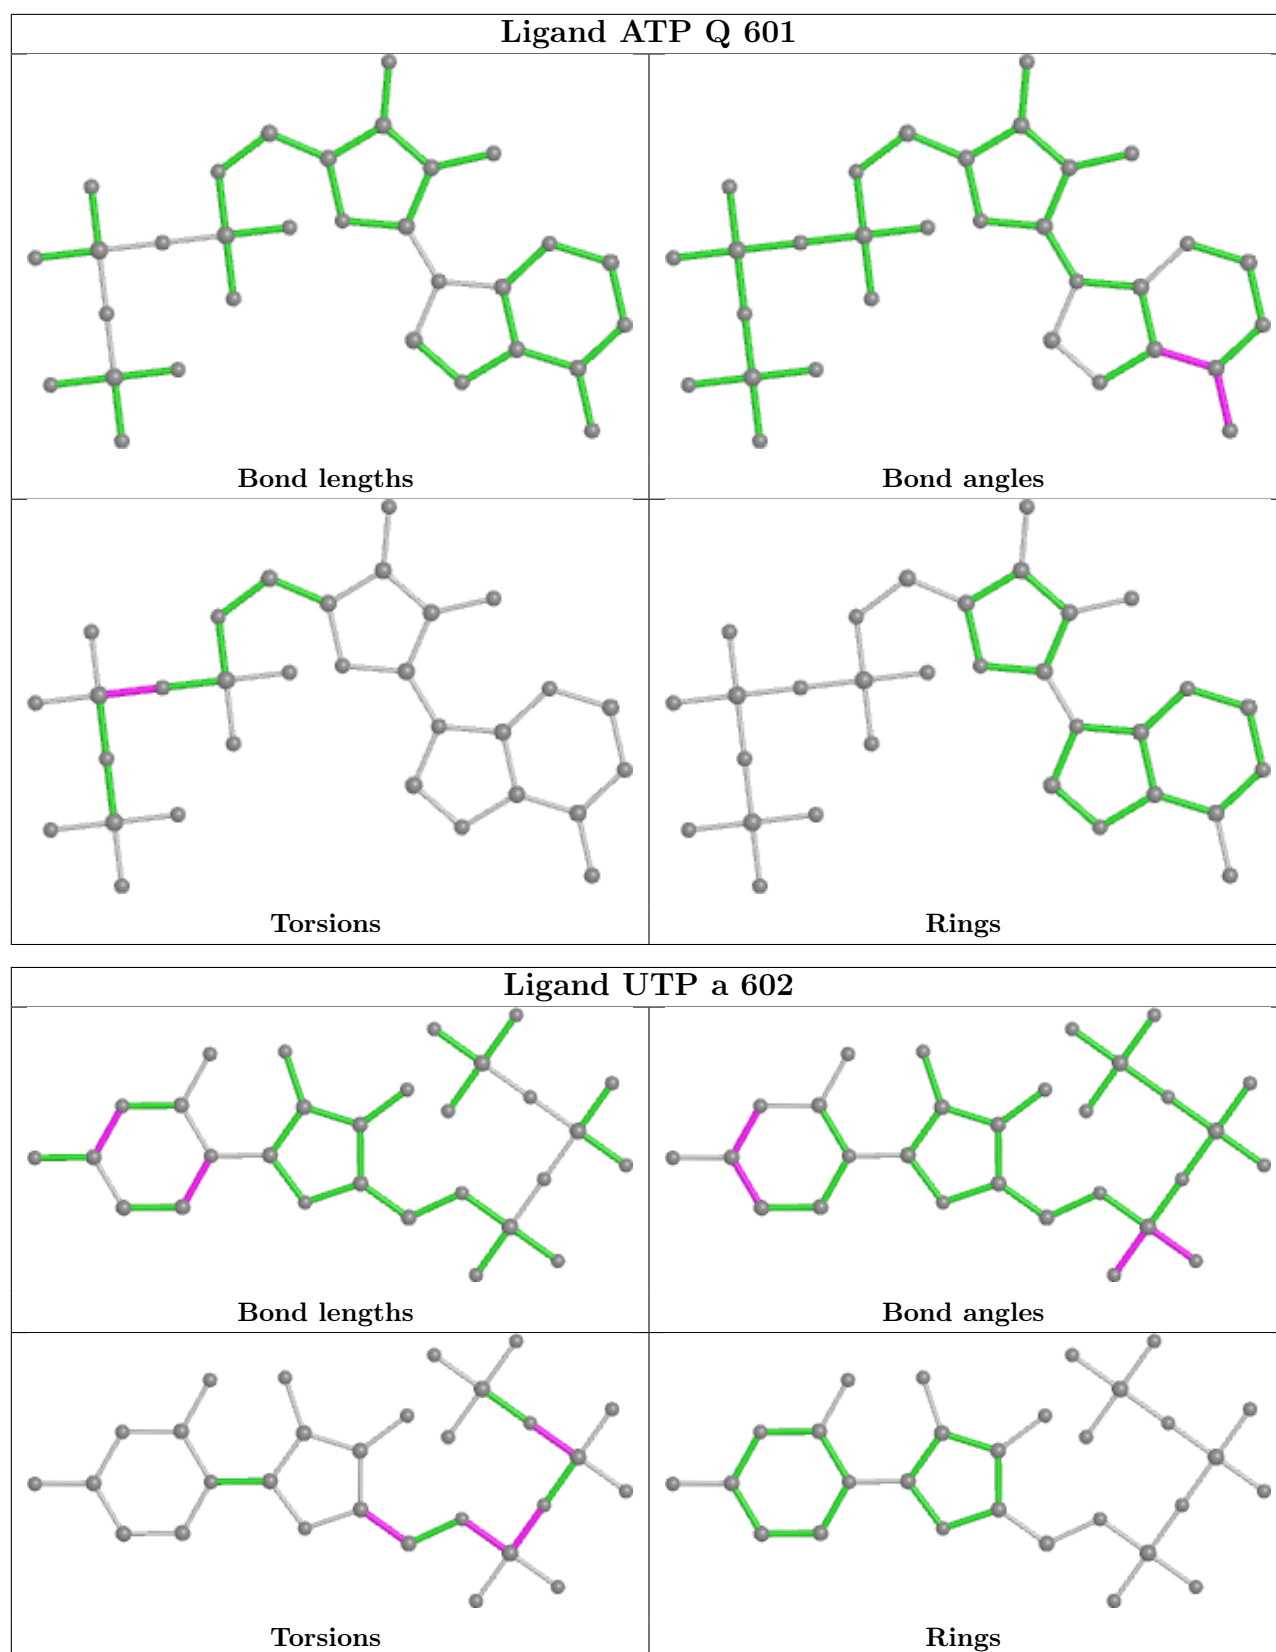 Ligand ATP Q 601
Bond lengths
Bond angles
Torsions
Rings
Ligand UTP a 602
Bond lengths
Bond angles
Torsions
Rings